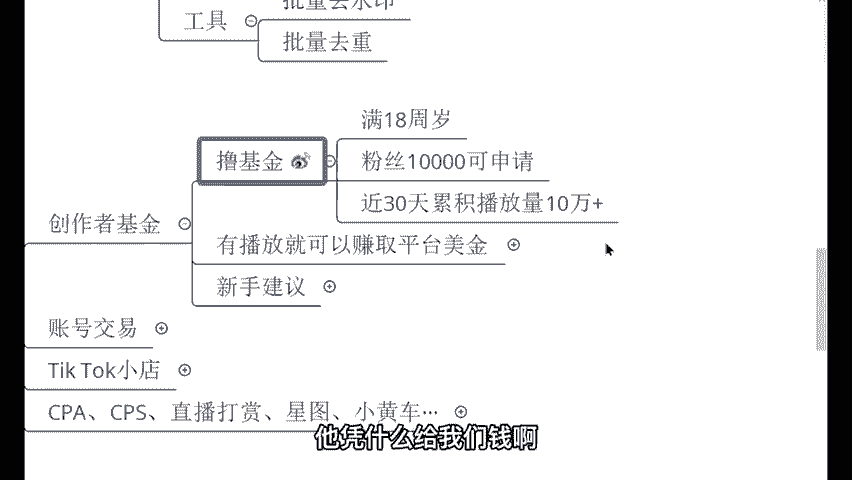 批量去水印
工具
批量去重
满18周岁
撸基金
粉丝10000可申请
近30天累积播放量10万+
创作者基金
有播放就可以赚取平台美金
新手建议
账号交易
Tik Tok小店
CPA、CPS、直播打赏、星图、小黄车…
他凭什么给我们钱啊